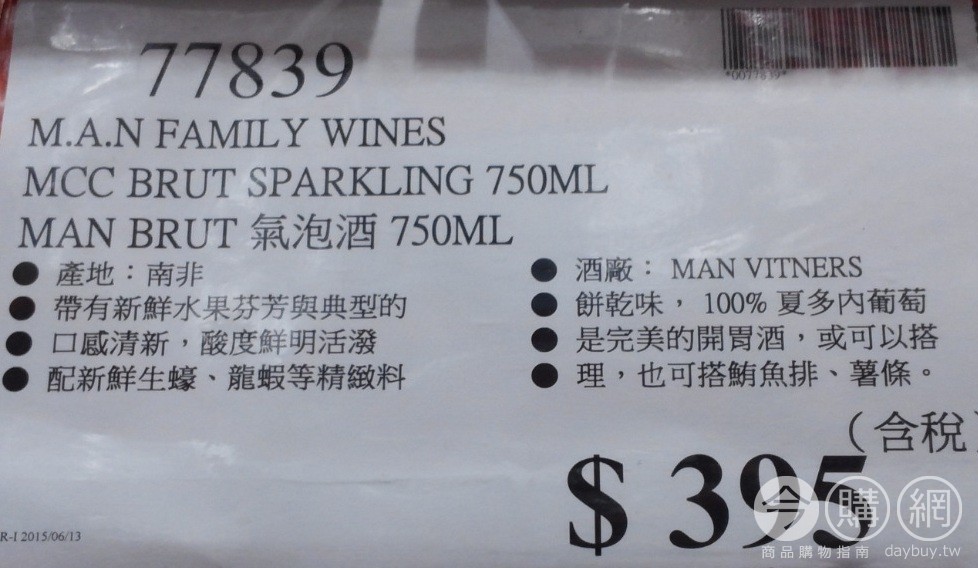 *0077839*
77839
M.A.N FAMILY WINES
MCC BRUT SPARKLING 750ML
MAN BRUT 氣泡酒 750ML
● 產地：南非
● 帶有新鮮水果芬芳與典型的
● 口感清新，酸度鮮明活潑
● 配新鮮生蠔、龍蝦等精緻料
● 酒廠： MAN VITNERS
● 餅乾味， 100% 夏多內葡萄
● 是完美的開胃酒，或可以搭
● 理，也可搭鮪魚排、薯條。
（含稅）
$ 395
R-I 2015/06/13
今購網
商品購物指南 daybuy.tw